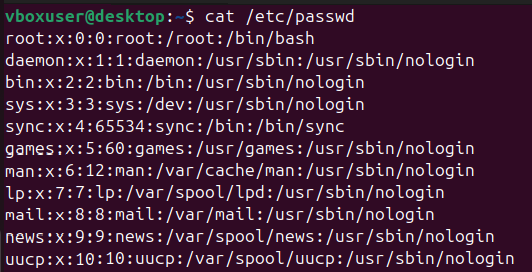 vboxuser@desktop:~$ cat /etc/passwd
root:x:0:0:root:/root:/bin/bash
daemon:x:1:1:daemon:/usr/sbin:/usr/sbin/nologin
bin:x:2:2:bin:/bin:/usr/sbin/nologin
sys:x:3:3:sys:/dev:/usr/sbin/nologin
sync:x:4:65534:sync:/bin:/bin/sync
games:x:5:60:games:/usr/games:/usr/sbin/nologin
man:x:6:12:man:/var/cache/man:/usr/sbin/nologin
lp:x:7:7:lp:/var/spool/lpd:/usr/sbin/nologin
mail:x:8:8:mail:/var/mail:/usr/sbin/nologin
news:x:9:9:news:/var/spool/news:/usr/sbin/nologin
uucp:x:10:10:uucp:/var/spool/uucp:/usr/sbin/nologin